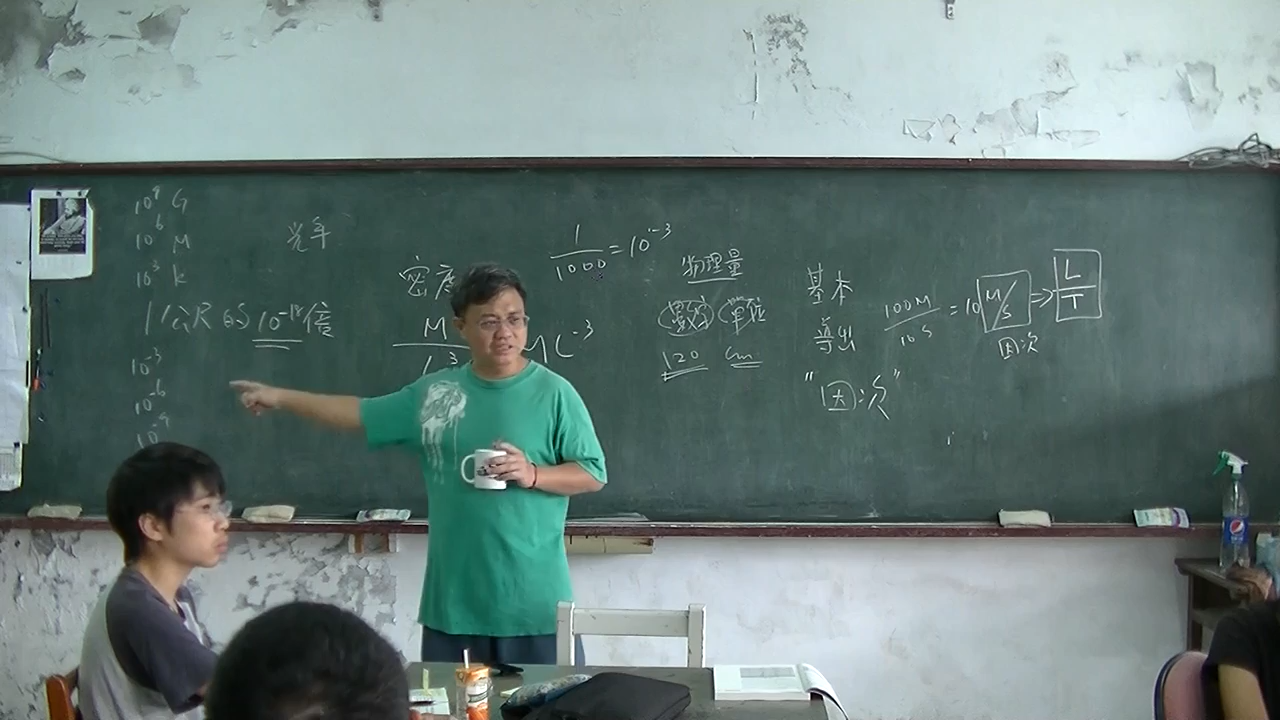 10⁹ G
10⁶ M
10³ k
1公尺的10⁻¹⁸倍
10⁻³
10⁻⁶
10⁻⁹
光年
密度
M
L³
ML⁻³
1/1000 = 10⁻³
物理量
數字 單位
120 cm
基本
導出
"因次"
100M/10S = 10 M/S ⇒ L/T
因次